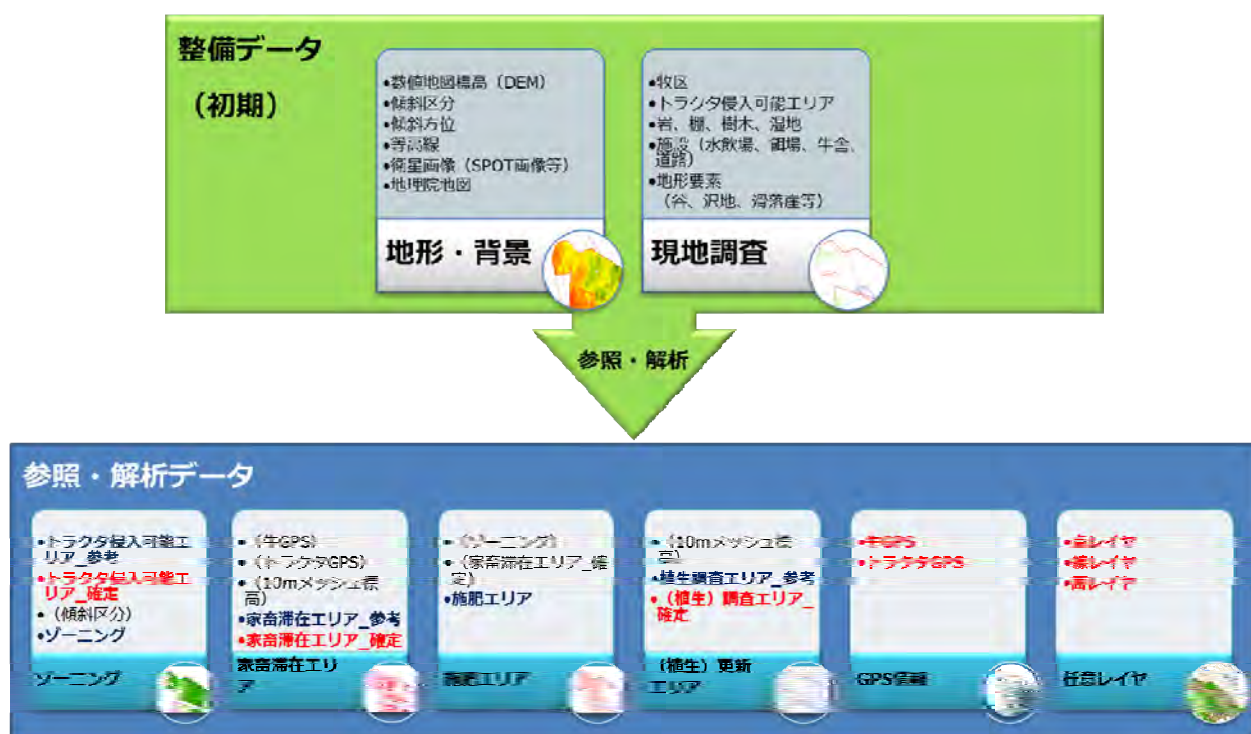 整備データ
（初期）
•数値地図標高（DEM）
•傾斜区分
•傾斜方位
•等高線
•衛星画像（SPOT画像等）
•地理院地図
地形・背景
•牧区
•トラクタ侵入可能エリア
•岩、棚、樹木、湿地
•施設（水飲場、餌場、牛舎、
道路）
•地形要素
（谷、沢地、滑落崖等）
現地調査
参照・解析
参照・解析データ
•トラクタ侵入可能エ
リア_参考
•トラクタ侵入可能エ
リア_確定
•（傾斜区分）
•ゾーニング
ゾーニング
•（牛GPS）
•（トラクタGPS）
•（10mメッシュ標
高）
•家畜滞在エリア_参考
•家畜滞在エリア_確定
家畜滞在エリ
ア
•（ゾーニング）
•（家畜滞在エリア_確
定）
•施肥エリア
施肥エリア
•（10mメッシュ標
高）
•植生調査エリア_参考
•（植生）調査エリア_
確定
（植生）更新
エリア
•牛GPS
•トラクタGPS
GPS情報
•点レイヤ
•線レイヤ
•面レイヤ
任意レイヤ